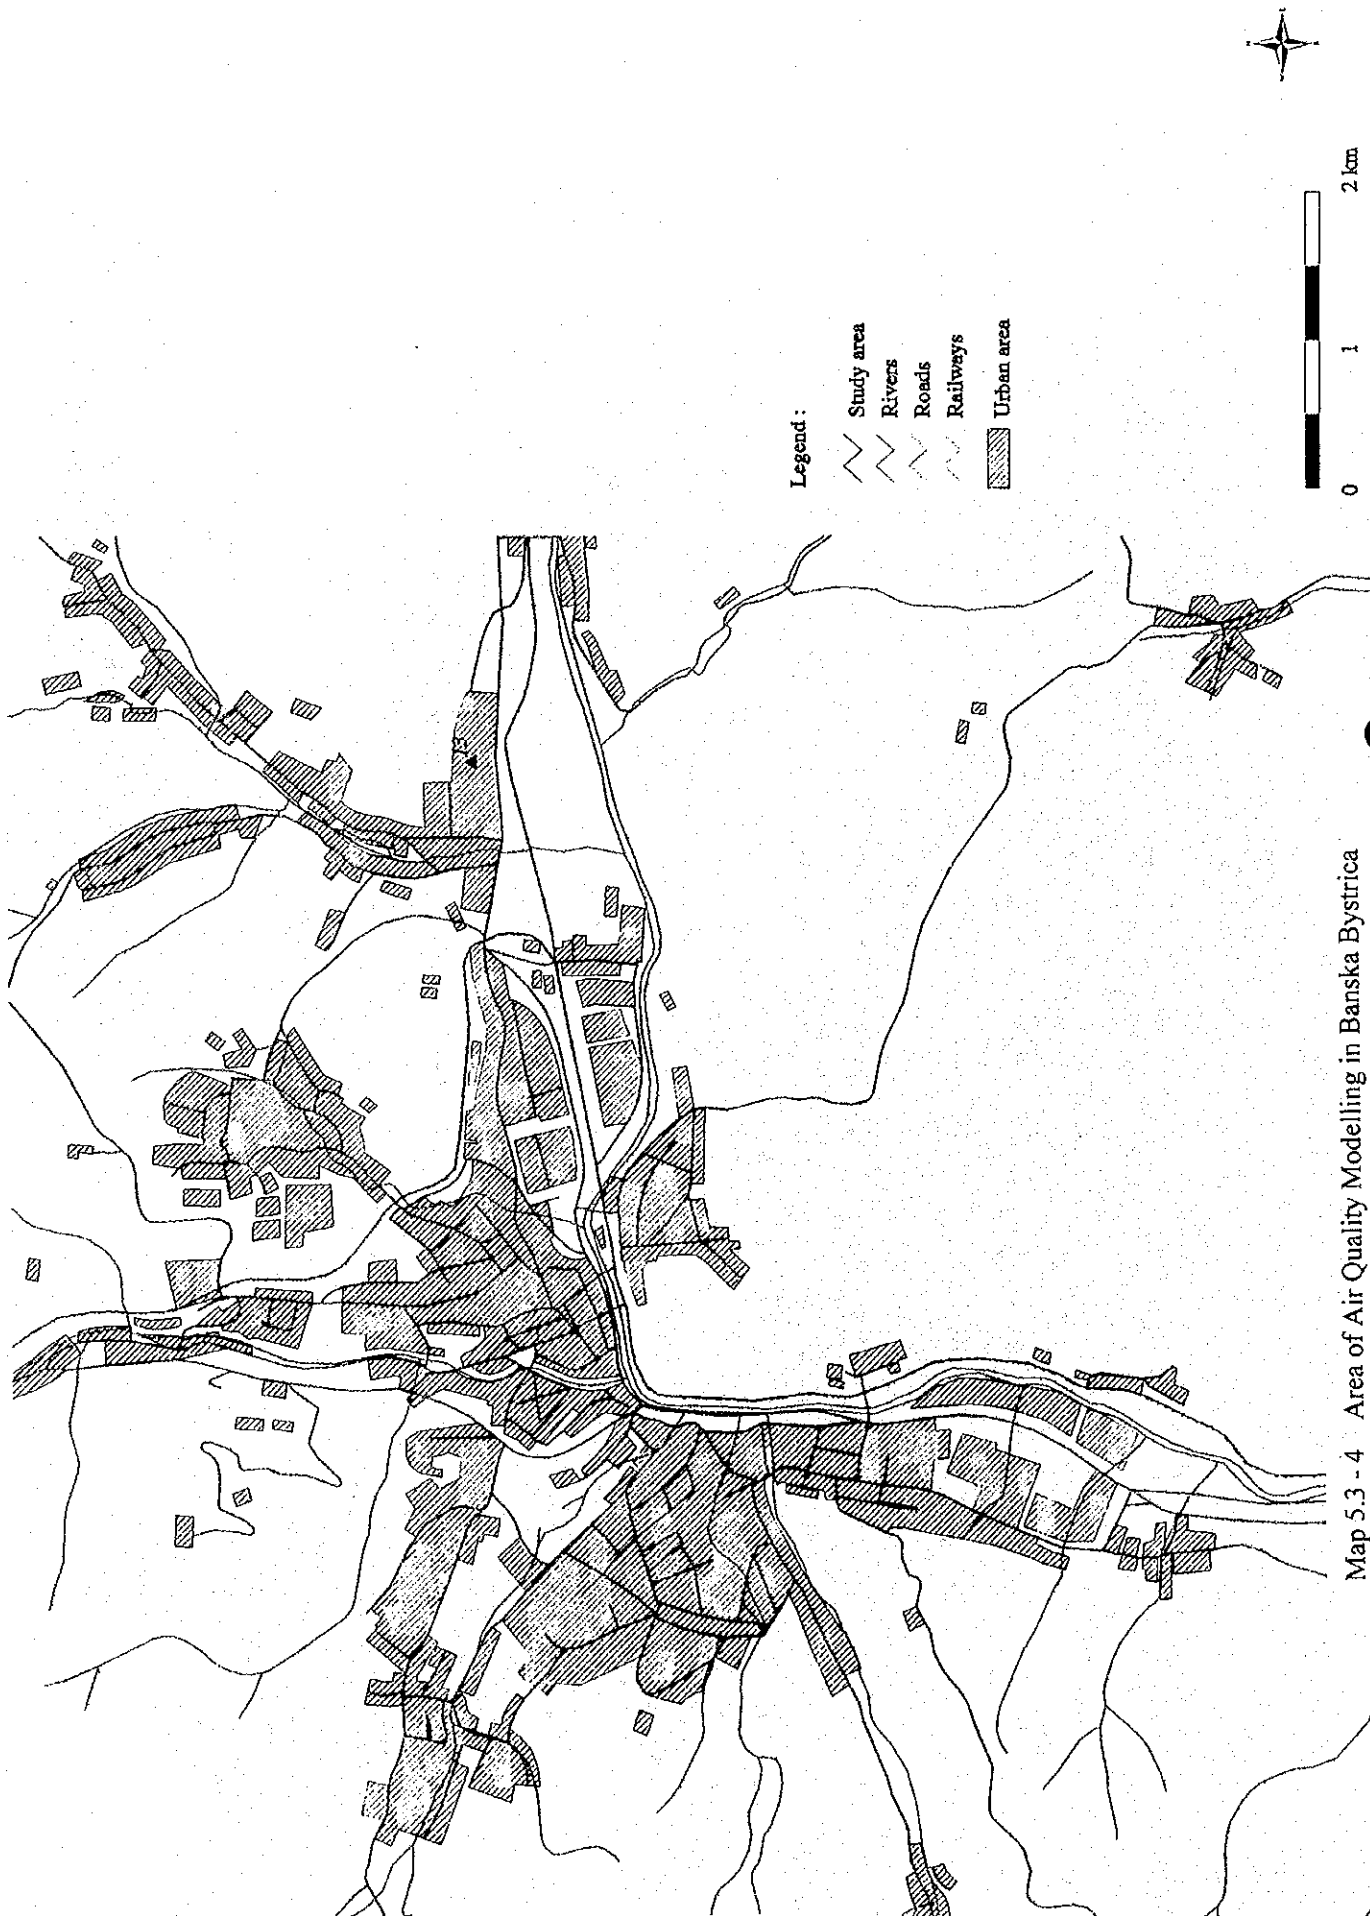 Legend :
Study area
Rivers
Roads
Railways
Urban area
0 1 2 km
Map 5.3 - 4 Area of Air Quality Modelling in Banska Bystrica